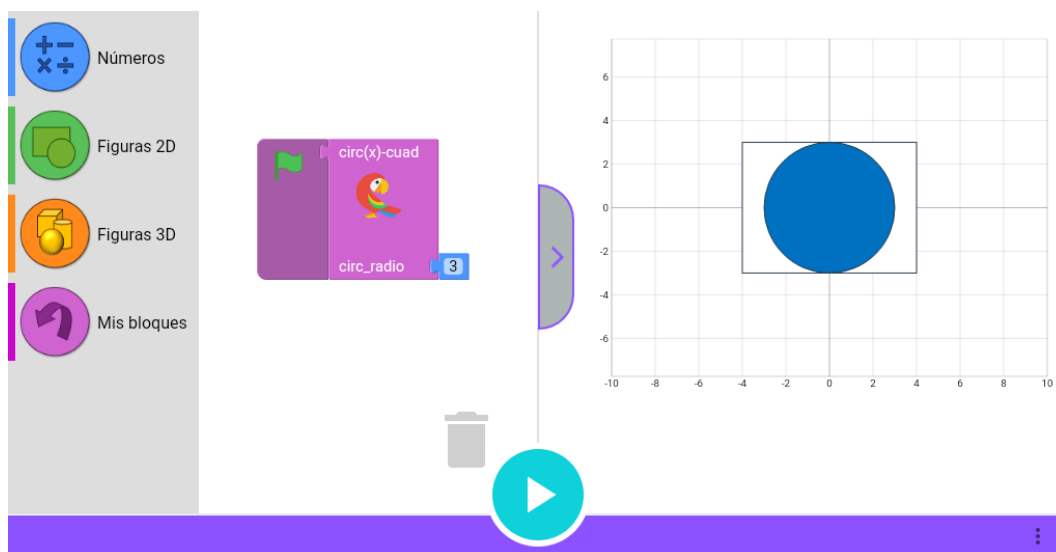 Números
Figuras 2D
Figuras 3D
Mis bloques
circ(x)-cuad
circ_radio 3
6
4
2
0
-2
-4
-6
-10 -8 -6 -4 -2 0 2 4 6 8 10